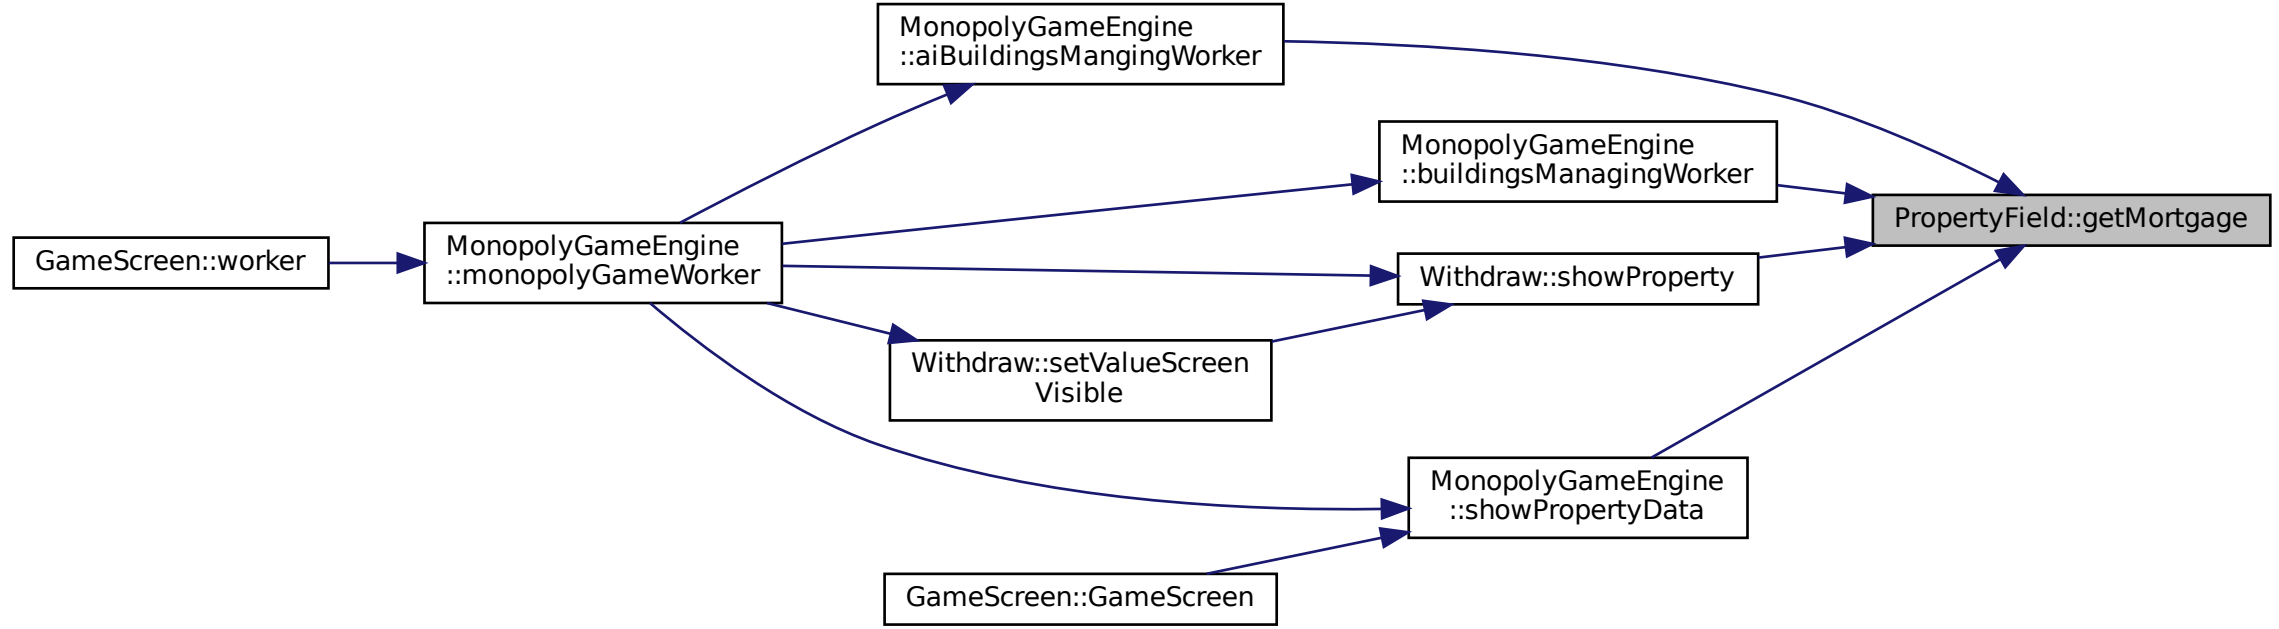 MonopolyGameEngine
::aiBuildingsMangingWorker
MonopolyGameEngine
::buildingsManagingWorker
PropertyField::getMortgage
MonopolyGameEngine
::monopolyGameWorker
GameScreen::worker
Withdraw::showProperty
Withdraw::setValueScreen
Visible
MonopolyGameEngine
::showPropertyData
GameScreen::GameScreen